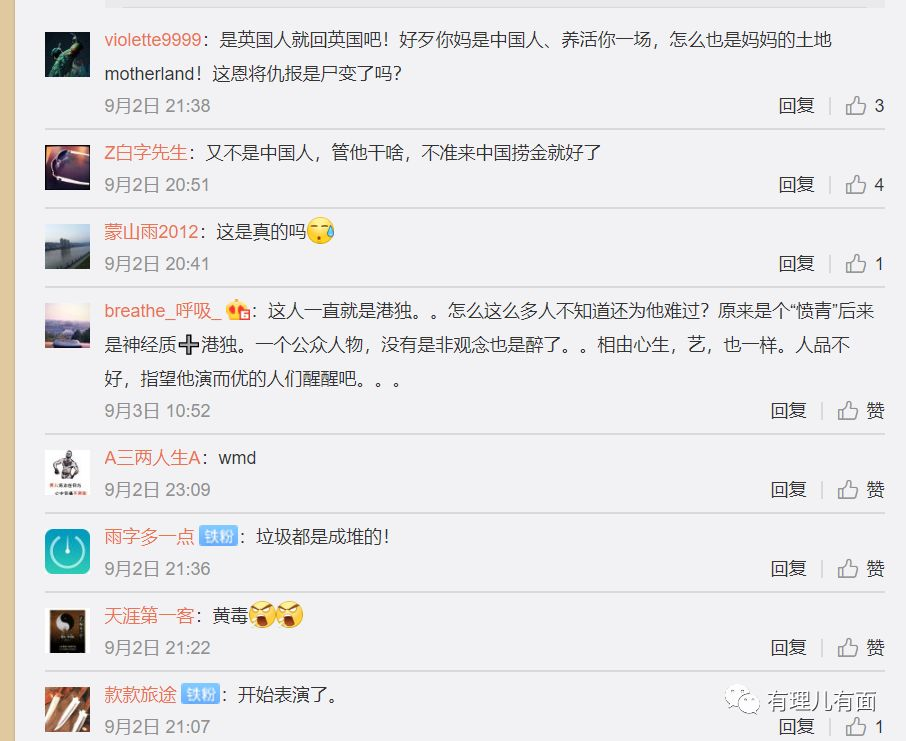 violette9999：是英国人就回英国吧！好歹你妈是中国人、养活你一场，怎么也是妈妈的土地
motherland！这恩将仇报是尸变了吗？
9月2日 21:38
回复 3
Z白字先生：又不是中国人，管他干啥，不准来中国捞金就好了
9月2日 20:51
回复 4
蒙山雨2012：这是真的吗
9月2日 20:41
回复 1
breathe_呼吸_：这人一直就是港独。。怎么这么多人不知道还为他难过？原来是个“愤青”后来
是神经质➕港独。一个公众人物，没有是非观念也是醉了。。相由心生，艺，也一样。人品不
好，指望他演而优的人们醒醒吧。。。
9月3日 10:52
回复 赞
A三两人生A：wmd
9月2日 23:09
回复 赞
雨字多一点 铁粉：垃圾都是成堆的！
9月2日 21:36
回复 赞
天涯第一客：黄毒
9月2日 21:22
回复 赞
款款旅途 铁粉：开始表演了。
有理儿有面
9月2日 21:07
回复 1